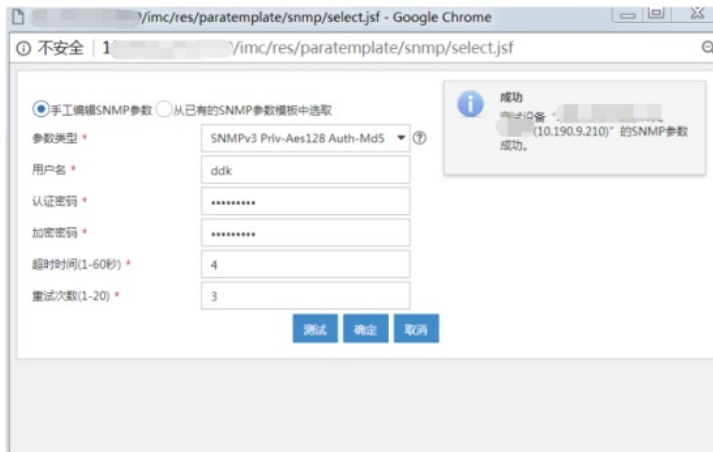 /imc/res/paratemplate/snmp/select.jsf - Google Chrome
不安全 | 1 /imc/res/paratemplate/snmp/select.jsf
手工编辑SNMP参数 从已有的SNMP参数模板中选取
参数类型 * SNMPv3 Priv-Aes128 Auth-Md5
用户名 * ddk
认证密码 * •••••••••
加密密码 * •••••••••
超时时间(1-60秒) * 4
重试次数(1-20) * 3
测试 确定 取消
成功
测试设备“
(10.190.9.210)”的SNMP参数
成功。